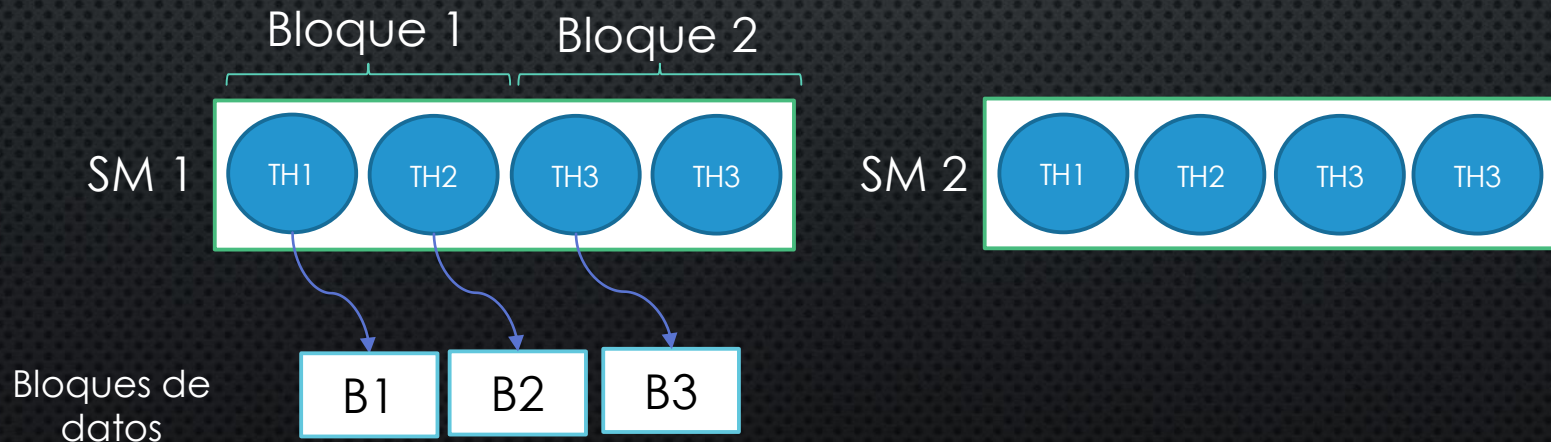 Bloque 1
Bloque 2
SM 1
TH1
TH2
TH3
TH3
SM 2
TH1
TH2
TH3
TH3
Bloques de
datos
B1
B2
B3